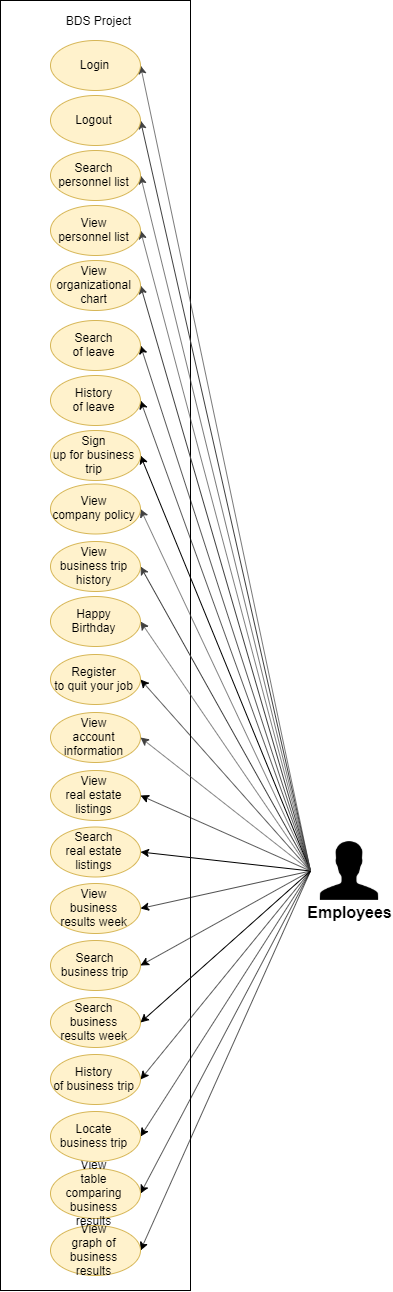 BDS Project
Login
Logout
Search
personnel list
View
personnel list
View
organizational
chart
Search
of leave
History
of leave
Sign
up for business
trip
View
company policy
View
business trip
history
Happy
Birthday
Register
to quit your job
View
account
information
View
real estate
listings
Search
real estate
listings
Employees
View
business
results week
Search
business trip
Search
business
results week
History
of business trip
Locate
business trip
View
table
comparing
business
results
View
graph of
business
results